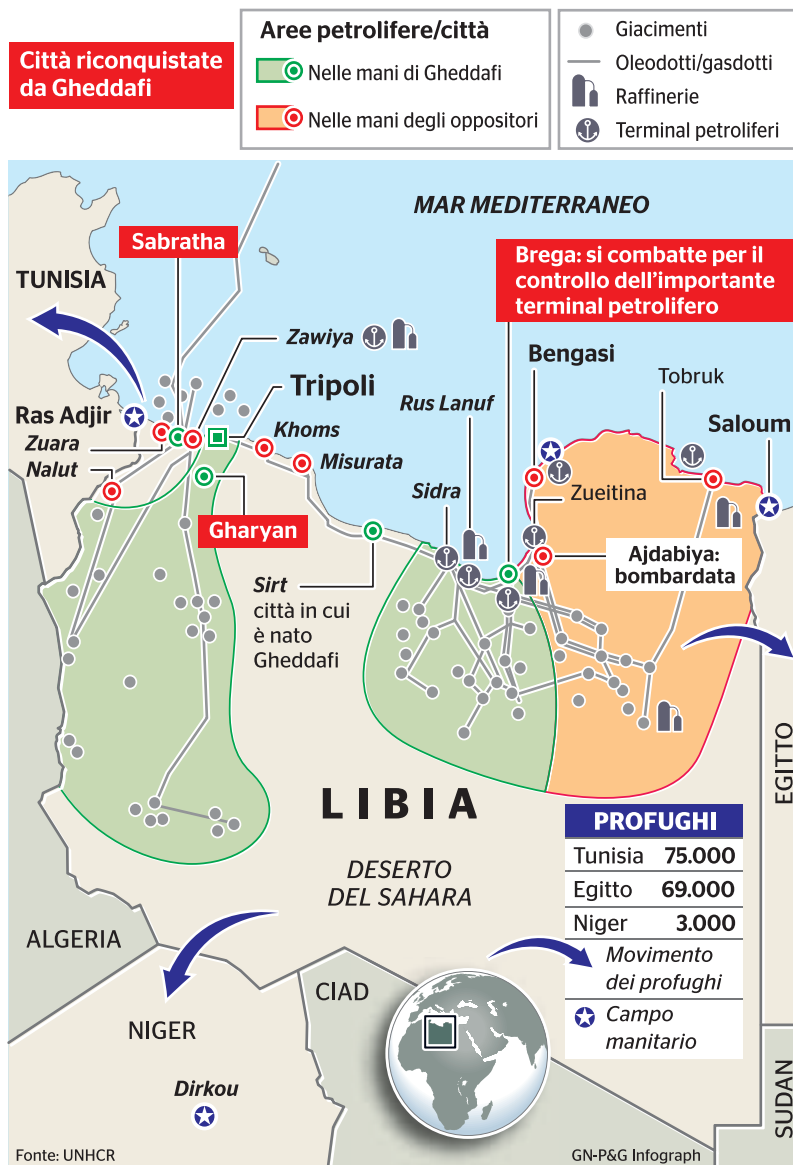 Città riconquistate
da Gheddafi
Aree petrolifere/città
Nelle mani di Gheddafi
Nelle mani degli oppositori
Giacimenti
Oleodotti/gasdotti
Raffinerie
Terminal petroliferi
MAR MEDITERRANEO
Sabratha
TUNISIA
Brega: si combatte per il
controllo dell'importante
terminal petrolifero
Zawiya
Bengasi
Tripoli
Tobruk
Ras Adjir
Rus Lanuf
Saloum
Zuara
Khoms
Nalut
Misurata
Sidra
Zueitina
Gharyan
Ajdabiya:
bombardata
Sirt
città in cui
è nato
Gheddafi
EGITTO
LIBIA
DESERTO
DEL SAHARA
PROFUGHI
Tunisia 75.000
Egitto 69.000
Niger 3.000
Movimento
dei profughi
Campo
manitario
ALGERIA
CIAD
NIGER
Dirkou
SUDAN
Fonte: UNHCR
GN-P&G Infograph